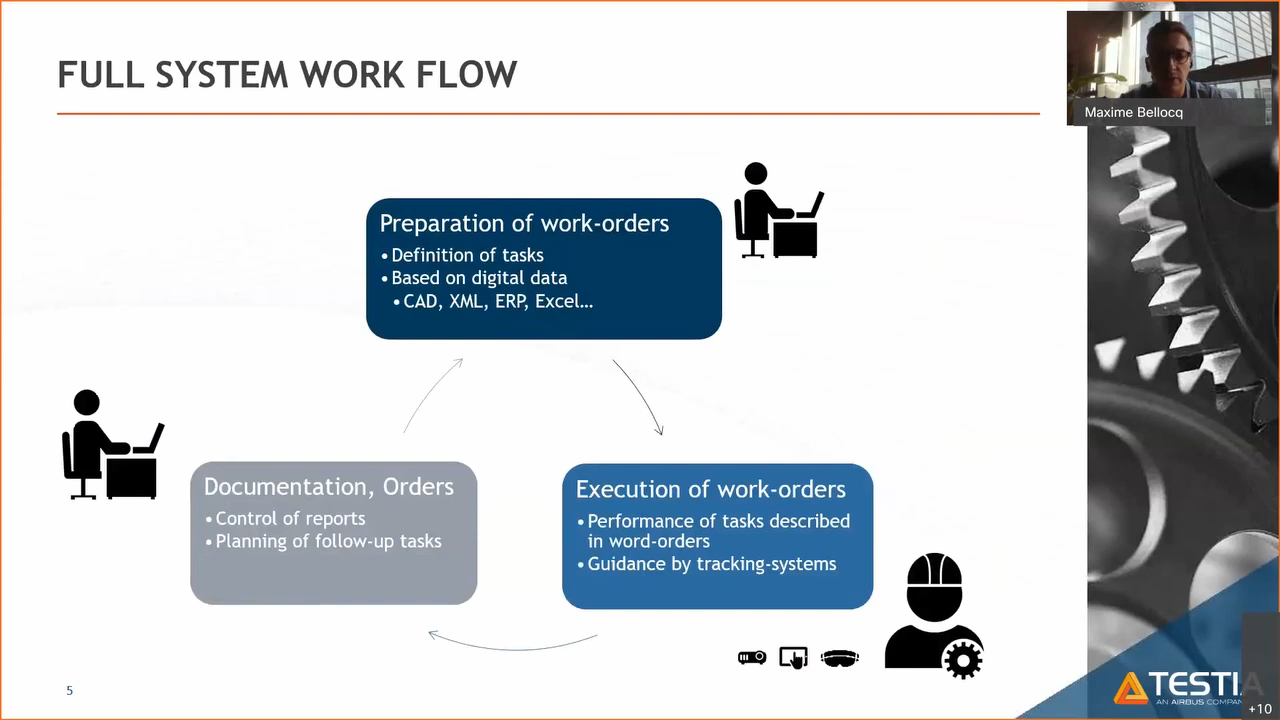 FULL SYSTEM WORK FLOW
Maxime Bellocq
Preparation of work-orders
•Definition of tasks
•Based on digital data
•CAD, XML, ERP, Excel…
Documentation, Orders
•Control of reports
•Planning of follow-up tasks
Execution of work-orders
•Performance of tasks described
in word-orders
•Guidance by tracking-systems
5
TESTIA
AN AIRBUS COMPAN
+10